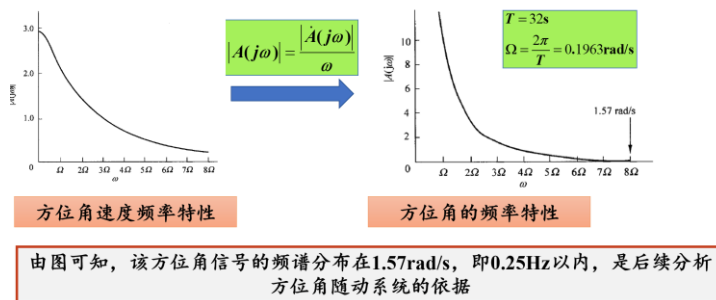 |A(jω)| = |Ȧ(jω)| / ω
T = 32s
Ω = 2π / T = 0.1963rad/s
3.0
2.0
1.0
0
Ω 2Ω 3Ω 4Ω 5Ω 6Ω 7Ω 8Ω
ω
|A(jω)|
10
8
6
4
2
0
1.57 rad/s
Ω 2Ω 3Ω 4Ω 5Ω 6Ω 7Ω 8Ω
ω
方位角速度频率特性
方位角的频率特性
由图可知，该方位角信号的频谱分布在1.57rad/s，即0.25Hz以内，是后续分析
方位角随动系统的依据